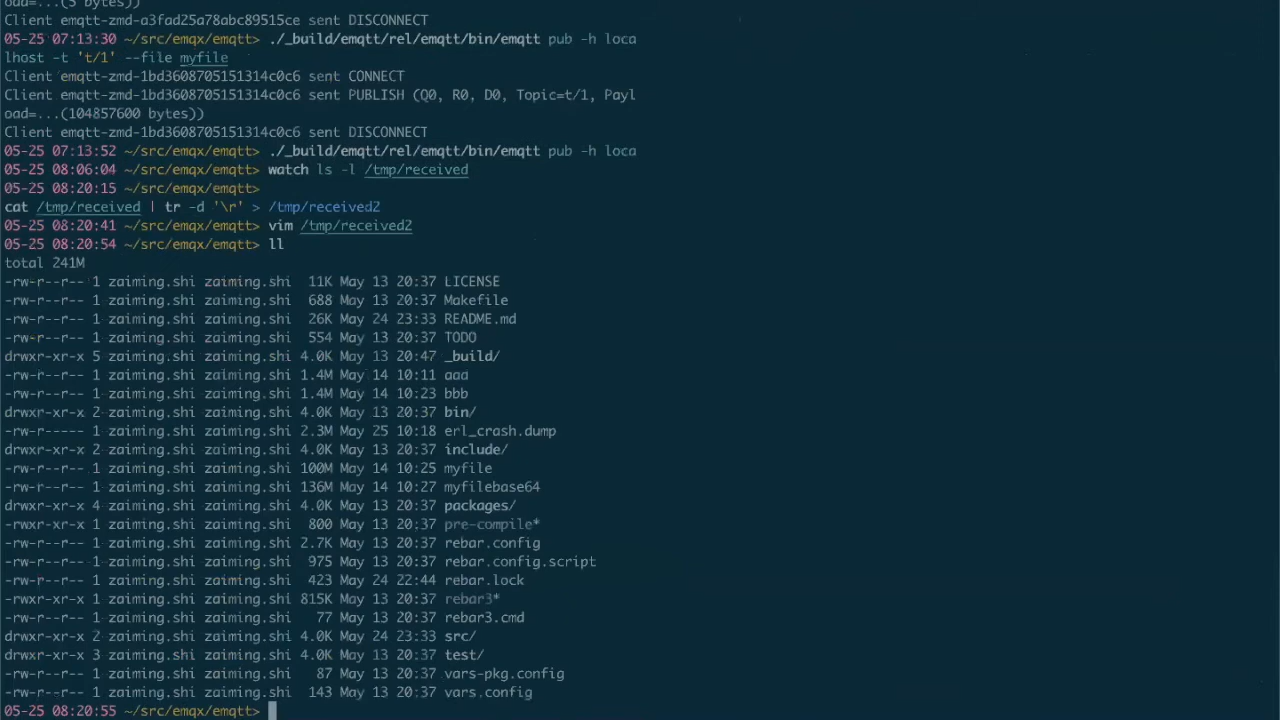 oad=...(5 bytes))
Client emqtt-zmd-a3fad25a78abc89515ce sent DISCONNECT
05-25 07:13:30 ~/src/emqx/emqtt> ./_build/emqtt/rel/emqtt/bin/emqtt pub -h loca
lhost -t 't/1' --file myfile
Client emqtt-zmd-1bd3608705151314c0c6 sent CONNECT
Client emqtt-zmd-1bd3608705151314c0c6 sent PUBLISH (Q0, R0, D0, Topic=t/1, Payl
oad=...(104857600 bytes))
Client emqtt-zmd-1bd3608705151314c0c6 sent DISCONNECT
05-25 07:13:52 ~/src/emqx/emqtt> ./_build/emqtt/rel/emqtt/bin/emqtt pub -h loca
05-25 08:06:04 ~/src/emqx/emqtt> watch ls -l /tmp/received
05-25 08:20:15 ~/src/emqx/emqtt>
cat /tmp/received | tr -d '\r' > /tmp/received2
05-25 08:20:41 ~/src/emqx/emqtt> vim /tmp/received2
05-25 08:20:54 ~/src/emqx/emqtt> ll
total 241M
-rw-r--r-- 1 zaiming.shi zaiming.shi  11K May 13 20:37 LICENSE
-rw-r--r-- 1 zaiming.shi zaiming.shi  688 May 13 20:37 Makefile
-rw-r--r-- 1 zaiming.shi zaiming.shi  26K May 24 23:33 README.md
-rw-r--r-- 1 zaiming.shi zaiming.shi  554 May 13 20:37 TODO
drwxr-xr-x 5 zaiming.shi zaiming.shi 4.0K May 13 20:47 _build/
-rw-r--r-- 1 zaiming.shi zaiming.shi 1.4M May 14 10:11 aaa
-rw-r--r-- 1 zaiming.shi zaiming.shi 1.4M May 14 10:23 bbb
drwxr-xr-x 2 zaiming.shi zaiming.shi 4.0K May 13 20:37 bin/
-rw-r----- 1 zaiming.shi zaiming.shi 2.3M May 25 10:18 erl_crash.dump
drwxr-xr-x 2 zaiming.shi zaiming.shi 4.0K May 13 20:37 include/
-rw-r--r-- 1 zaiming.shi zaiming.shi 100M May 14 10:25 myfile
-rw-r--r-- 1 zaiming.shi zaiming.shi 136M May 14 10:27 myfilebase64
drwxr-xr-x 4 zaiming.shi zaiming.shi 4.0K May 13 20:37 packages/
-rwxr-xr-x 1 zaiming.shi zaiming.shi  800 May 13 20:37 pre-compile*
-rw-r--r-- 1 zaiming.shi zaiming.shi 2.7K May 13 20:37 rebar.config
-rw-r--r-- 1 zaiming.shi zaiming.shi  975 May 13 20:37 rebar.config.script
-rw-r--r-- 1 zaiming.shi zaiming.shi  423 May 24 22:44 rebar.lock
-rwxr-xr-x 1 zaiming.shi zaiming.shi 815K May 13 20:37 rebar3*
-rw-r--r-- 1 zaiming.shi zaiming.shi   77 May 13 20:37 rebar3.cmd
drwxr-xr-x 2 zaiming.shi zaiming.shi 4.0K May 24 23:33 src/
drwxr-xr-x 3 zaiming.shi zaiming.shi 4.0K May 13 20:37 test/
-rw-r--r-- 1 zaiming.shi zaiming.shi   87 May 13 20:37 vars-pkg.config
-rw-r--r-- 1 zaiming.shi zaiming.shi  143 May 13 20:37 vars.config
05-25 08:20:55 ~/src/emqx/emqtt>